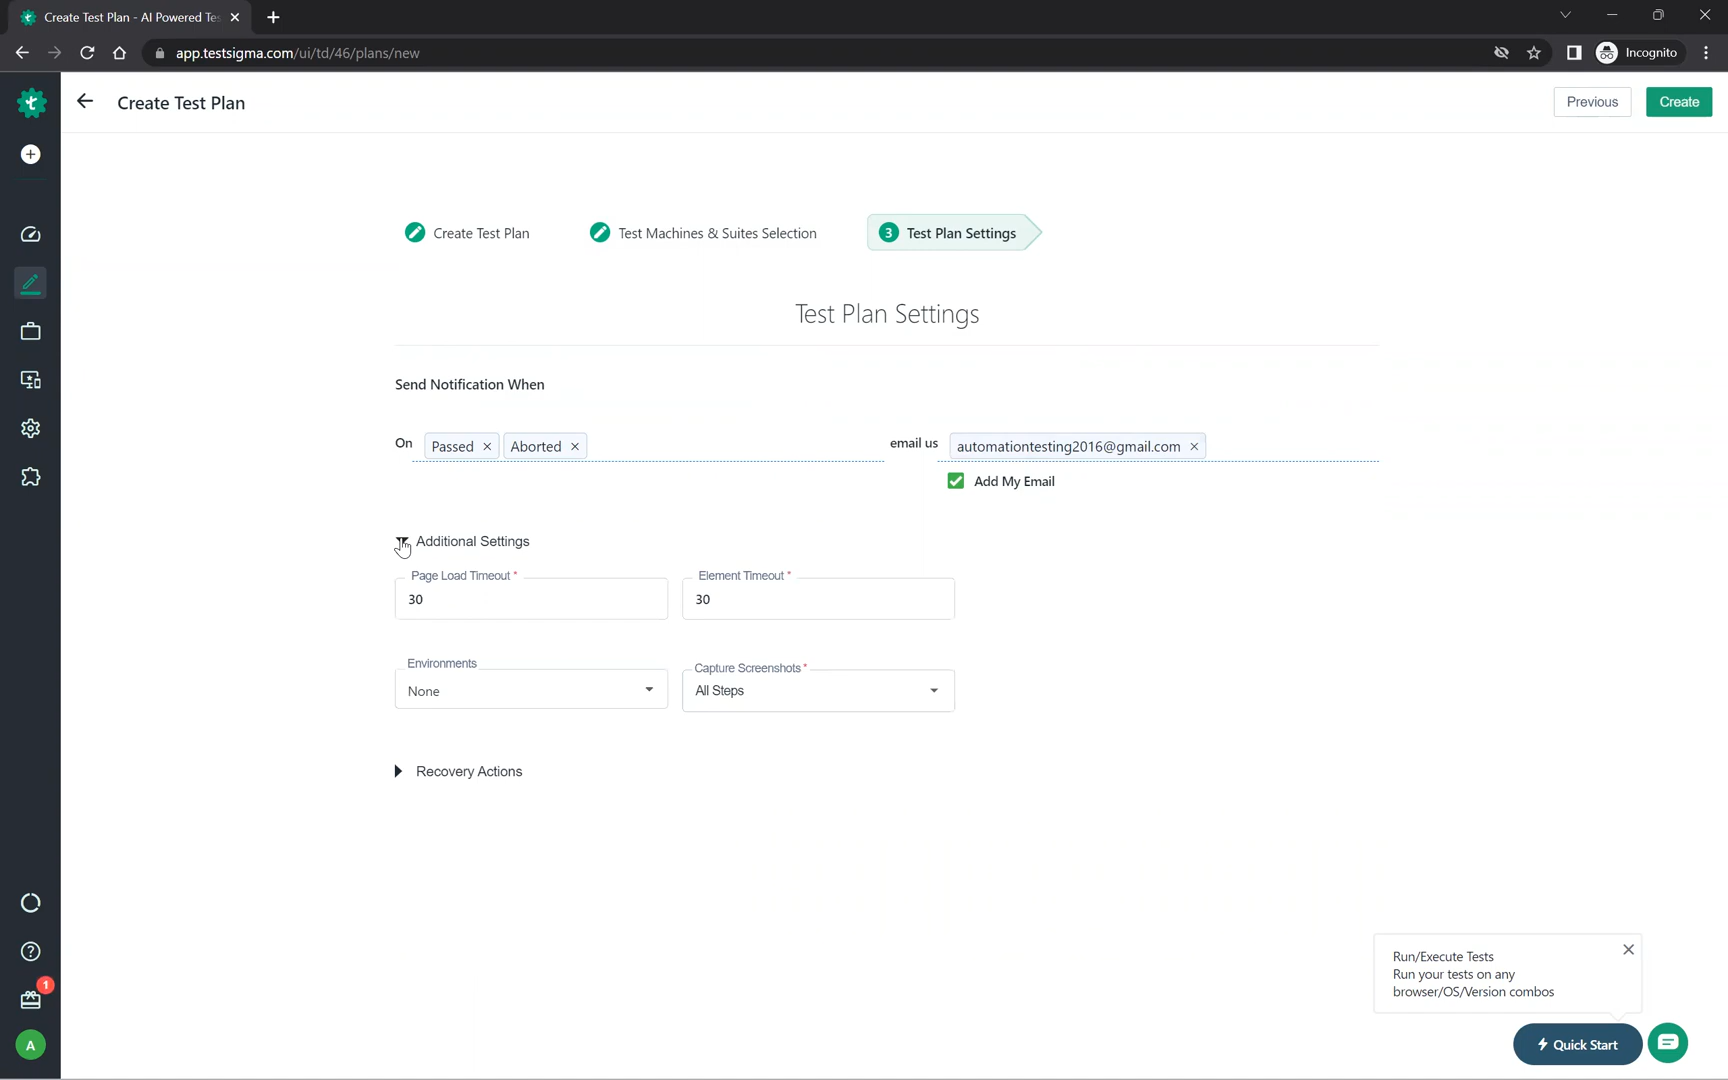 Create Test Plan - AI Powered Tes
app.testsigma.com/ui/td/46/plans/new
Incognito
Create Test Plan
Previous
Create
Create Test Plan
Test Machines & Suites Selection
3 Test Plan Settings
Test Plan Settings
Send Notification When
On Passed × Aborted × email us automationtesting2016@gmail.com ×
Add My Email
Additional Settings
Page Load Timeout * Element Timeout *
30 30
Environments Capture Screenshots *
None All Steps
Recovery Actions
Run/Execute Tests
Run your tests on any
browser/OS/Version combos
1
A
Quick Start